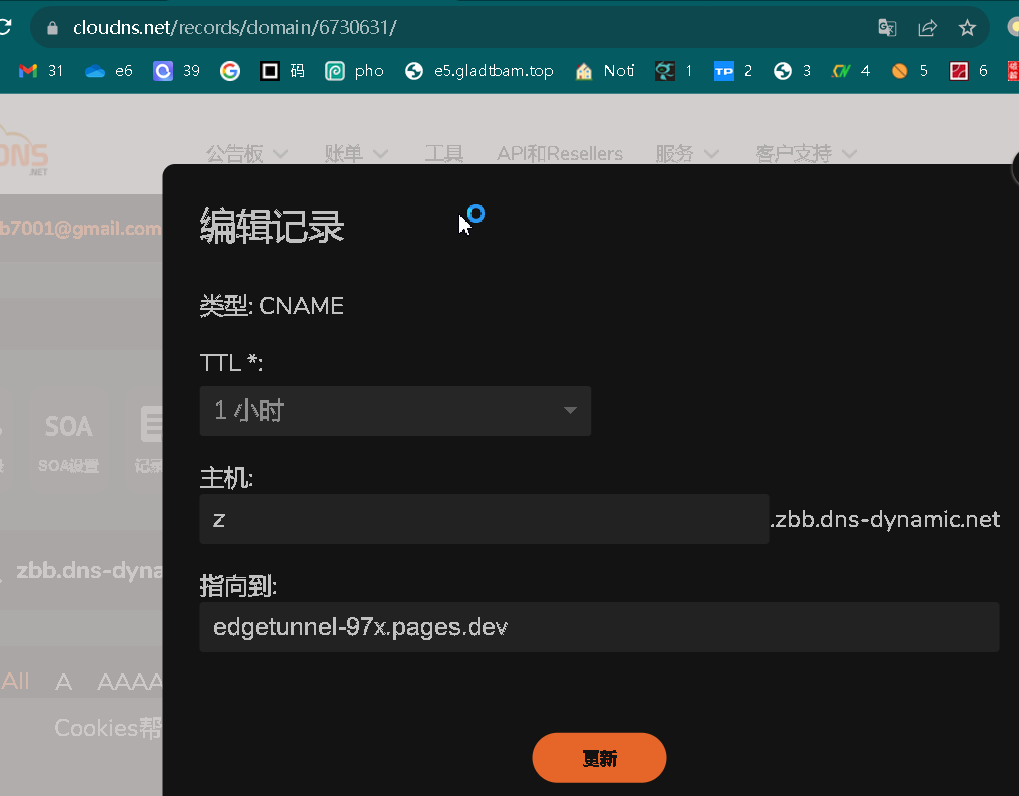 cloudns.net/records/domain/6730631/
31 e6 39 码 pho e5.gladtbam.top Noti 1 2 3 4 5 6
DNS
.NET
公告板 账单 工具 API和Resellers 服务 客户支持
b7001@gmail.com
编辑记录
类型: CNAME
TTL *:
1 小时
SOA
SOA设置 记录
主机:
z .zbb.dns-dynamic.net
zbb.dns-dyna
指向到:
edgetunnel-97x.pages.dev
All A AAAA
Cookies帮
更新